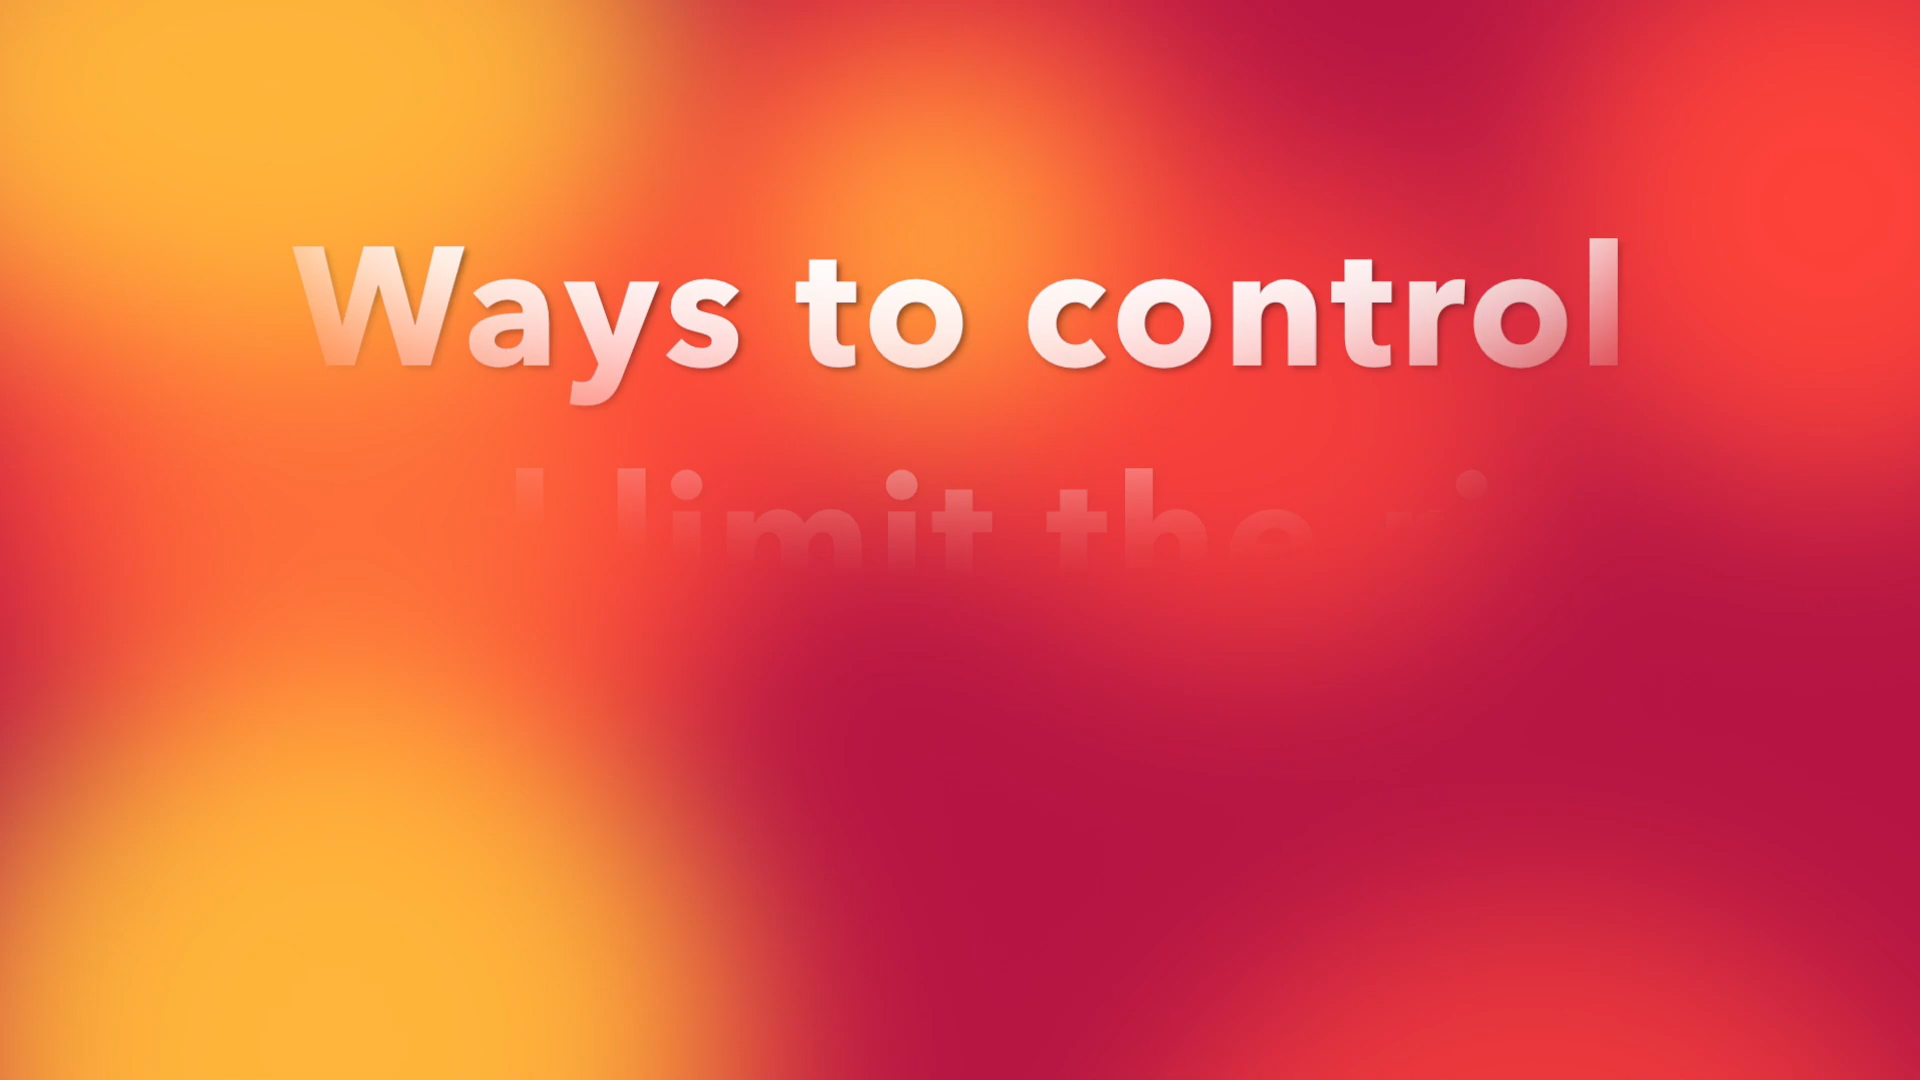 Ways to control
limit the